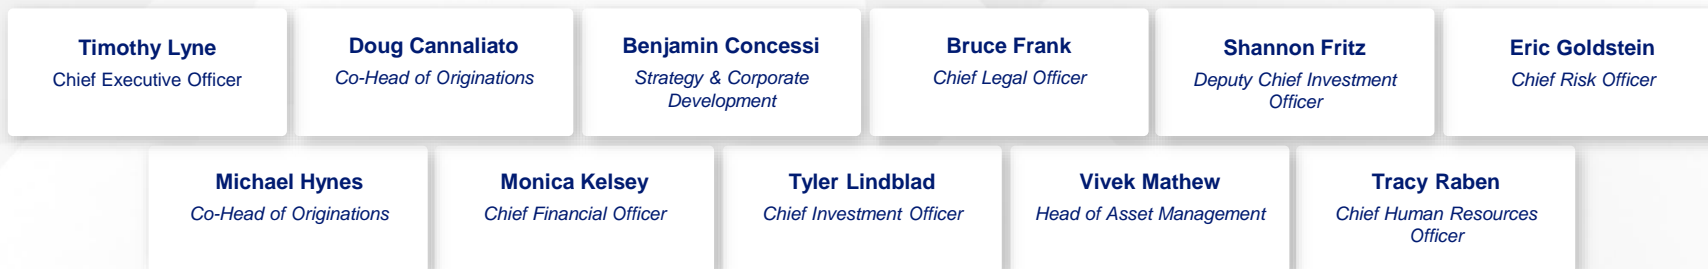 Timothy Lyne
Chief Executive Officer
Doug Cannaliato
Co-Head of Originations
Benjamin Concessi
Strategy & Corporate
Development
Bruce Frank
Chief Legal Officer
Shannon Fritz
Deputy Chief Investment
Officer
Eric Goldstein
Chief Risk Officer
Michael Hynes
Co-Head of Originations
Monica Kelsey
Chief Financial Officer
Tyler Lindblad
Chief Investment Officer
Vivek Mathew
Head of Asset Management
Tracy Raben
Chief Human Resources
Officer